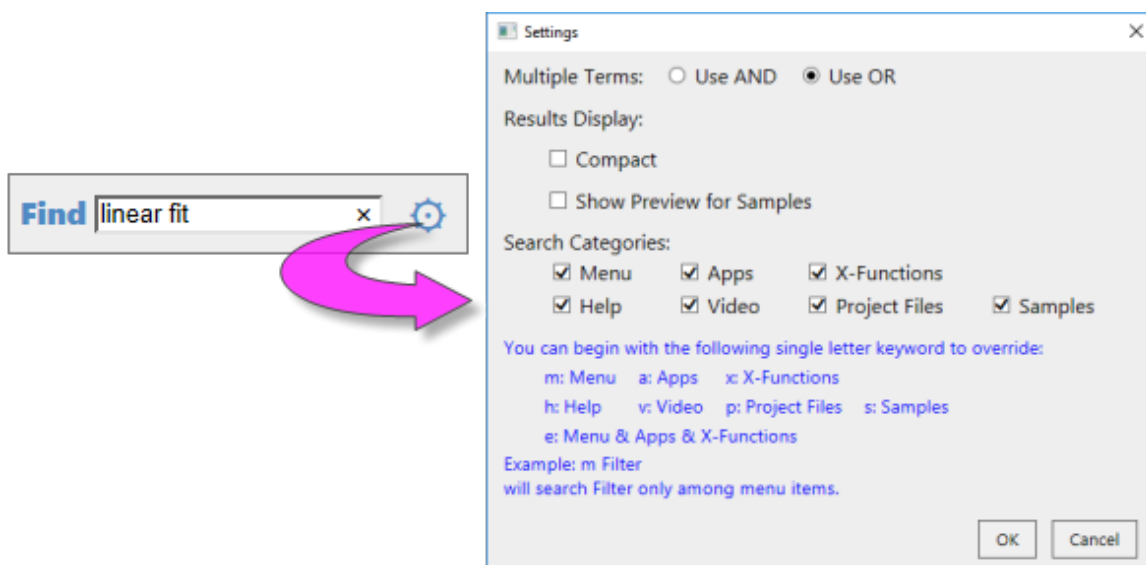 Find linear fit ×
Settings
Multiple Terms: Use AND Use OR
Results Display:
Compact
Show Preview for Samples
Search Categories:
Menu Apps X-Functions
Help Video Project Files Samples
You can begin with the following single letter keyword to override:
m: Menu a: Apps x: X-Functions
h: Help v: Video p: Project Files s: Samples
e: Menu & Apps & X-Functions
Example: m Filter
will search Filter only among menu items.
OK Cancel